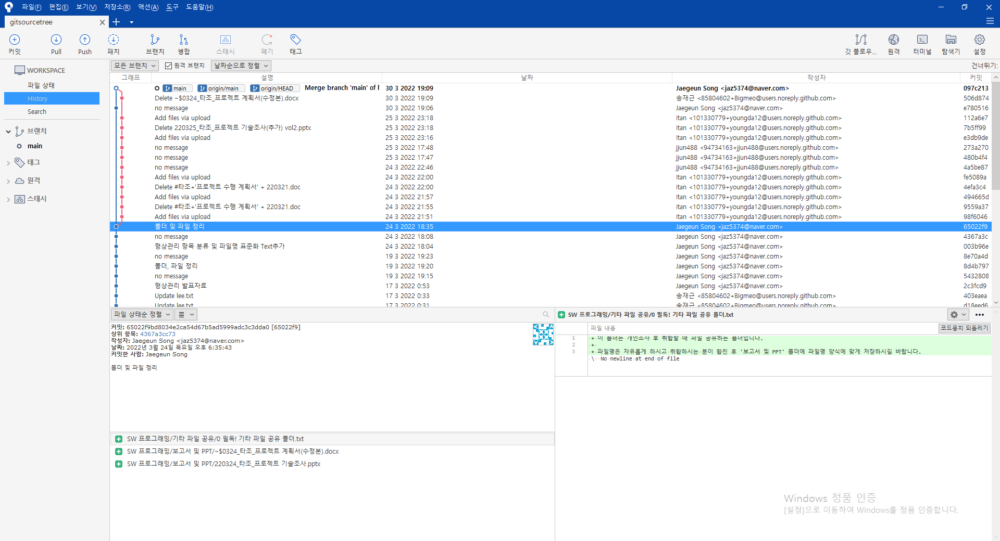 파일(F) 편집(E) 보기(V) 저장소(R) 액션(A) 도구 도움말(H)
gitsourcetree
커밋 Pull Push 패치 브랜치 병합 스태시 폐기 태그 깃 플로우... 원격 터미널 탐색기 설정
WORKSPACE
파일 상태
History
Search
브랜치
main
태그
원격
스태시
모든 브랜치 원격 브랜치 날짜순으로 정렬 건너뛰기:
그래프 설명 날짜 작성자 커밋
main origin/main origin/HEAD Merge branch 'main' of 30 3 2022 19:09 Jaegeun Song <jaz5374@naver.com> 097c213
Delete ~$0324_타조_프로젝트 계획서(수정본).docx 30 3 2022 19:09 송재근 <85804602+Bigmeo@users.noreply.github.com> 506d874
no message 30 3 2022 19:06 Jaegeun Song <jaz5374@naver.com> e780516
Add files via upload 25 3 2022 23:18 Itan <101330779+youngda12@users.noreply.github.com> 112a6e7
Delete 220325_타조_프로젝트 기술조사(추가) vol2.pptx 25 3 2022 23:18 Itan <101330779+youngda12@users.noreply.github.com> 7b5ff99
Add files via upload 25 3 2022 23:16 Itan <101330779+youngda12@users.noreply.github.com> e3db9de
no message 25 3 2022 17:48 jjun488 <94734163+jjun488@users.noreply.github.com> 273a270
no message 25 3 2022 17:47 jjun488 <94734163+jjun488@users.noreply.github.com> 480b4f4
no message 24 3 2022 22:46 jjun488 <94734163+jjun488@users.noreply.github.com> 4a5be87
Add files via upload 24 3 2022 22:00 Itan <101330779+youngda12@users.noreply.github.com> fe5089a
Delete #타조+'프로젝트 수행 계획서' + 220321.doc 24 3 2022 22:00 Itan <101330779+youngda12@users.noreply.github.com> 4efa3c4
Add files via upload 24 3 2022 21:57 Itan <101330779+youngda12@users.noreply.github.com> 494665d
Delete #타조+'프로젝트 수행 계획서' + 220321.doc 24 3 2022 21:55 Itan <101330779+youngda12@users.noreply.github.com> 9559a37
Add files via upload 24 3 2022 21:51 Itan <101330779+youngda12@users.noreply.github.com> 98f6046
폴더 및 파일 정리 24 3 2022 18:35 Jaegeun Song <jaz5374@naver.com> 65022f9
no message 24 3 2022 18:08 Jaegeun Song <jaz5374@naver.com> 4367a3c
형상관리 항목 분류 및 파일명 표준화 Text추가 24 3 2022 18:04 Jaegeun Song <jaz5374@naver.com> 003b96e
no message 19 3 2022 19:23 Jaegeun Song <jaz5374@naver.com> 8e70a4d
폴더, 파일 정리 19 3 2022 19:20 Jaegeun Song <jaz5374@naver.com> 8d4b797
no message 19 3 2022 19:15 Jaegeun Song <jaz5374@naver.com> 5432808
형상관리 발표자료 17 3 2022 0:53 Jaegeun Song <jaz5374@naver.com> 2c3fcd9
Update lee.txt 17 3 2022 0:33 송재근 <85804602+Bigmeo@users.noreply.github.com> 403eaea
Update lee.txt 17 3 2022 0:31 송재근 <85804602+Bigmeo@users.noreply.github.com> d18eed6
파일 상태순 정렬
커밋: 65022f9bd8034e2ca54d67b5ad5999adc3c3dda0 [65022f9]
상위 항목: 4367a3cc73
작성자: Jaegeun Song <jaz5374@naver.com>
날짜: 2022년 3월 24일 목요일 오후 6:35:43
커밋한 사람: Jaegeun Song
폴더 및 파일 정리
SW 프로그래밍/기타 파일 공유/0 필독! 기타 파일 공유 폴더.txt
SW 프로그래밍/보고서 및 PPT/~$0324_타조_프로젝트 계획서(수정본).docx
SW 프로그래밍/보고서 및 PPT/220324_타조_프로젝트 기술조사.pptx
SW 프로그래밍/기타 파일 공유/0 필독! 기타 파일 공유 폴더.txt
파일 내용 코드뭉치 되돌리기
1 + 이 폴더는 개인조사 후 취합할 때 파일 공유하는 폴더입니다.
2 +
3 + 파일명은 자유롭게 하시고 취합하시는 분이 합친 후 '보고서 및 PPT' 폴더에 파일명 양식에 맞게 저장하시길 바랍니다.
\ No newline at end of file
Windows 정품 인증
[설정]으로 이동하여 Windows를 정품 인증합니다.